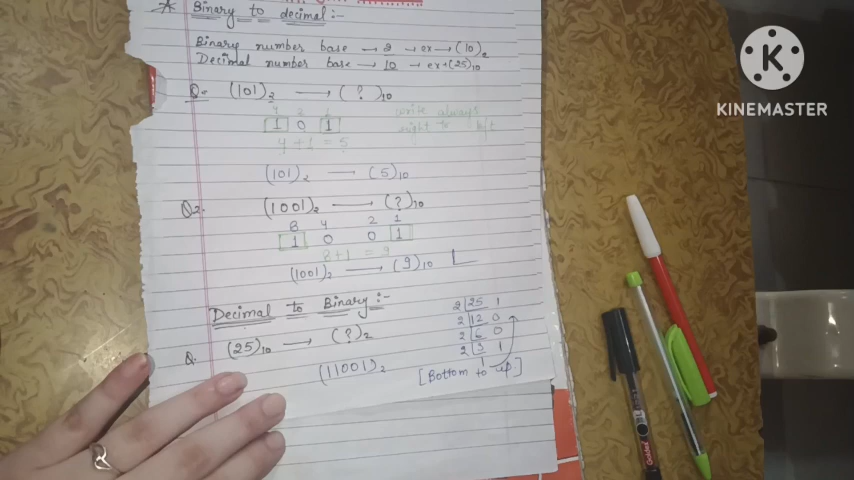 Binary to decimal:-
Binary number base → 2 → ex → (10)2
Decimal number base → 10 → ex → (25)10
Q. (101)2 → (?)10
4 2 1
1 0 1
write always right to left
4+1 = 5
(101)2 — (5)10
Q2. (1001)2 → (?)10
8 4 2 1
1 0 0 1
8+1 = 9
(1001)2 → (9)10
Decimal to Binary:-
Q. (25)10 → (?)2
(11001)2
2 25 1
2 12 0
2 6 0
2 3 1
1
[Bottom to up]
K
KINEMASTER